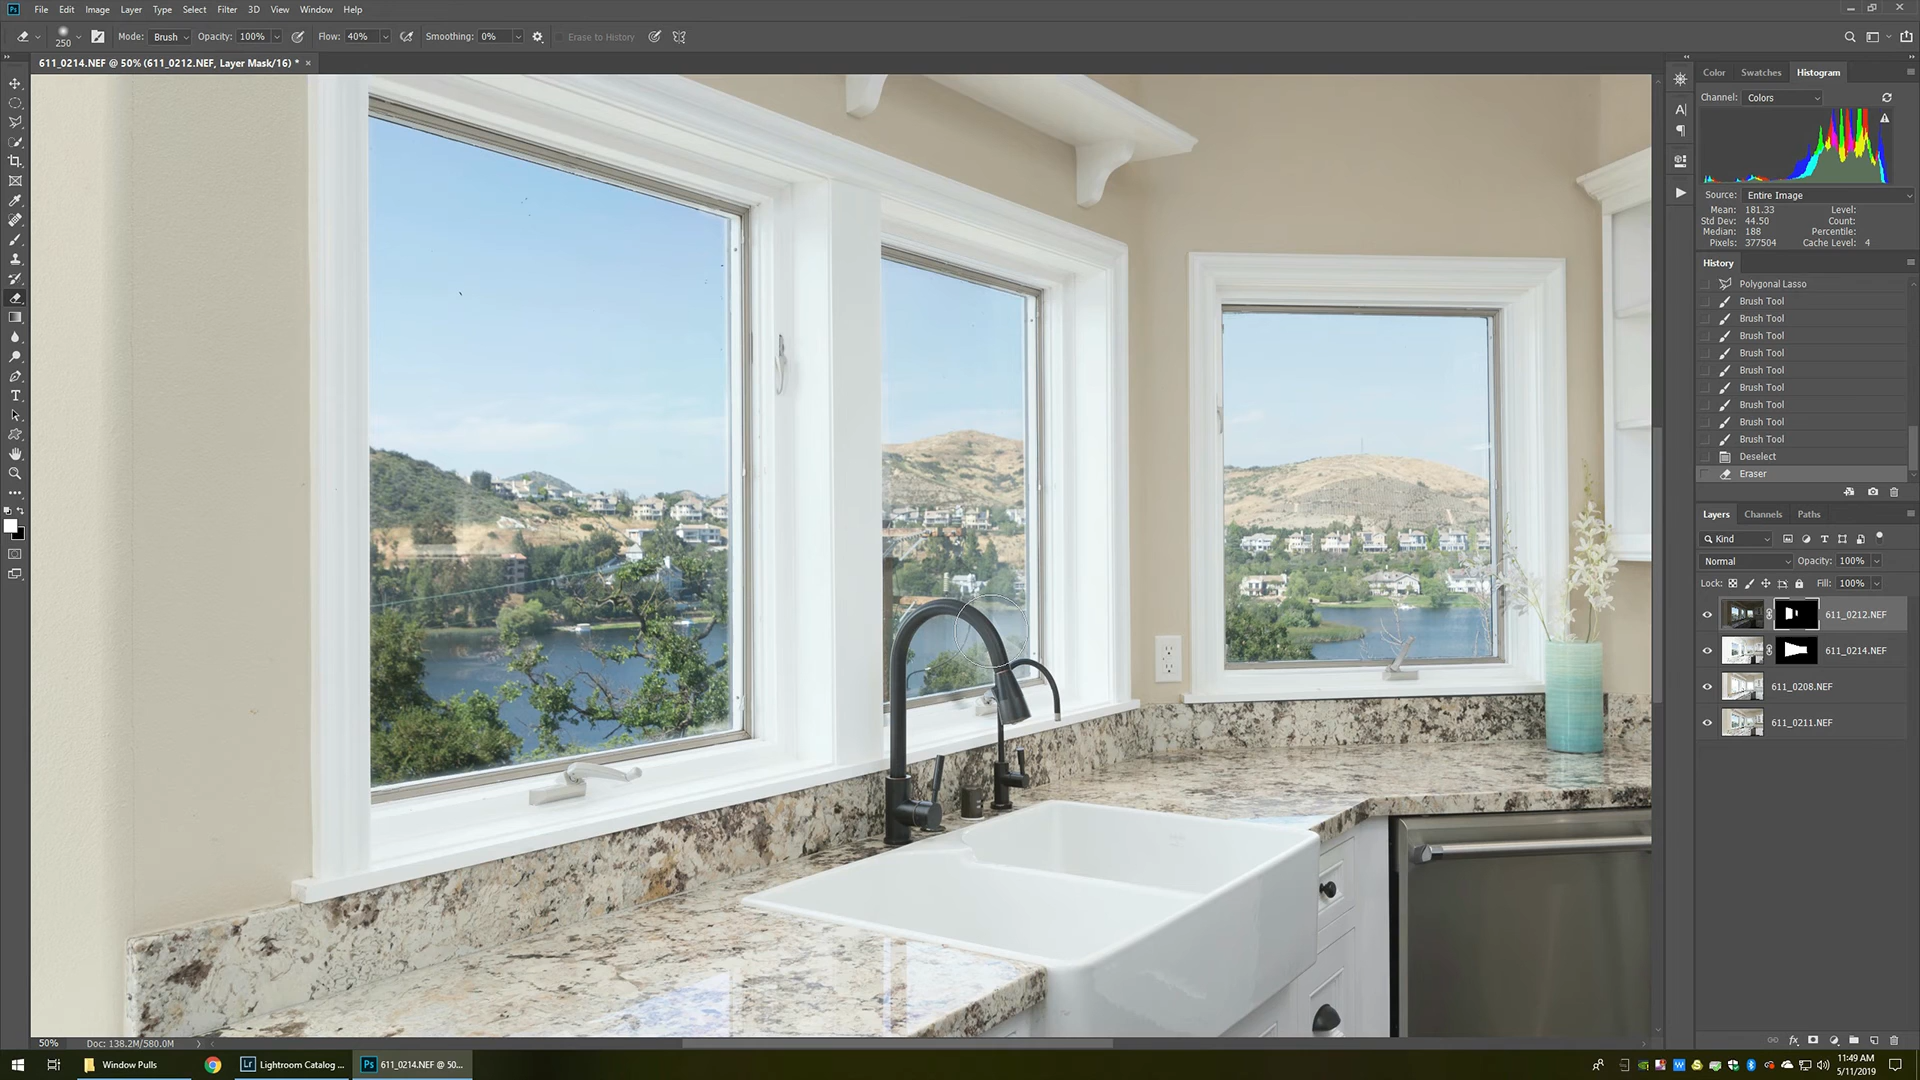 Ps File Edit Image Layer Type Select Filter 3D View Window Help
250 Mode: Brush Opacity: 100% Flow: 40% Smoothing: 0% Erase to History
611_0214.NEF @ 50% (611_0212.NEF, Layer Mask/16) * ×
Color Swatches Histogram
Channel: Colors
Source: Entire Image
Mean: 181.33 Level:
Std Dev: 44.50 Count:
Median: 188 Percentile:
Pixels: 377504 Cache Level: 4
History
Polygonal Lasso
Brush Tool
Brush Tool
Brush Tool
Brush Tool
Brush Tool
Brush Tool
Brush Tool
Brush Tool
Brush Tool
Deselect
Eraser
Layers Channels Paths
Kind
Normal Opacity: 100%
Lock: Fill: 100%
611_0212.NEF
611_0214.NEF
611_0208.NEF
611_0211.NEF
50% Doc: 138.2M/580.0M
Window Pulls Lr Lightroom Catalog ... Ps 611_0214.NEF @ 50...
11:49 AM
5/11/2019